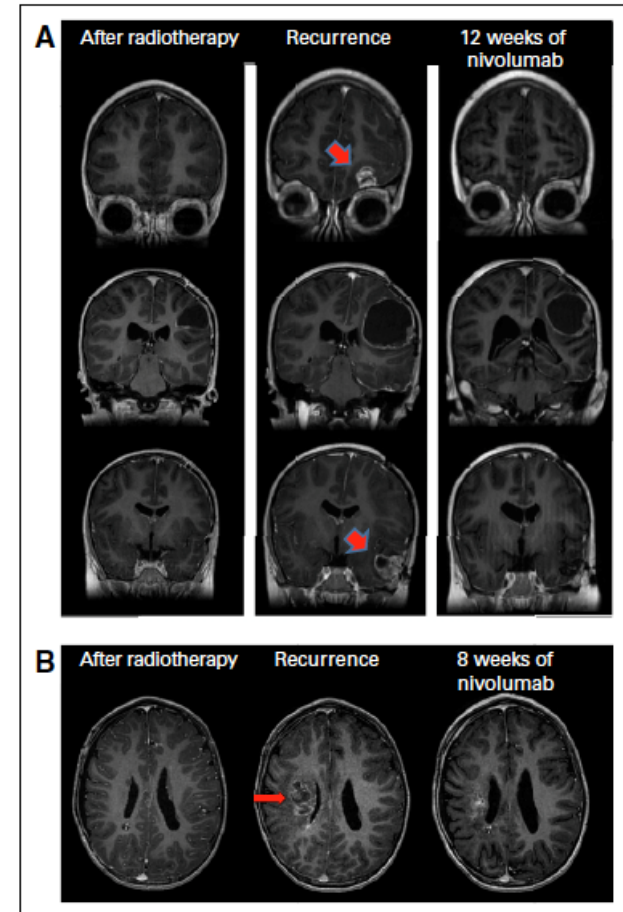 A
After radiotherapy
Recurrence
12 weeks of
nivolumab
B
After radiotherapy
Recurrence
8 weeks of
nivolumab